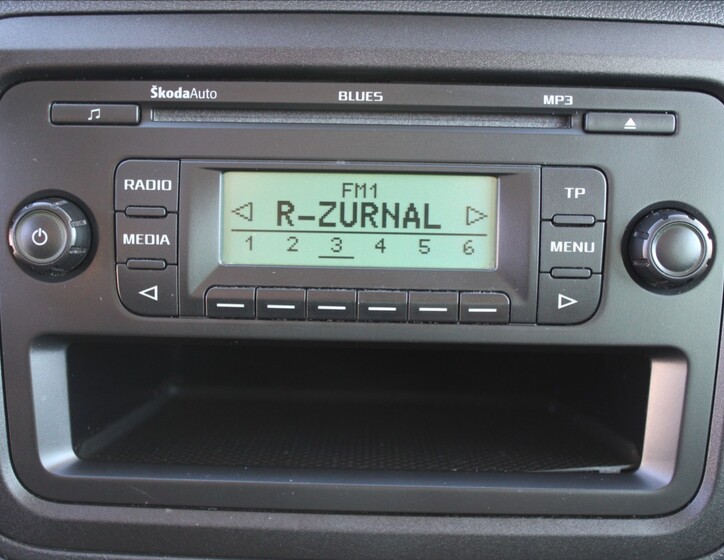 ŠkodaAuto BLUES MP3
RADIO
MEDIA
FM1
R-ZURNAL
1 2 3 4 5 6
TP
MENU